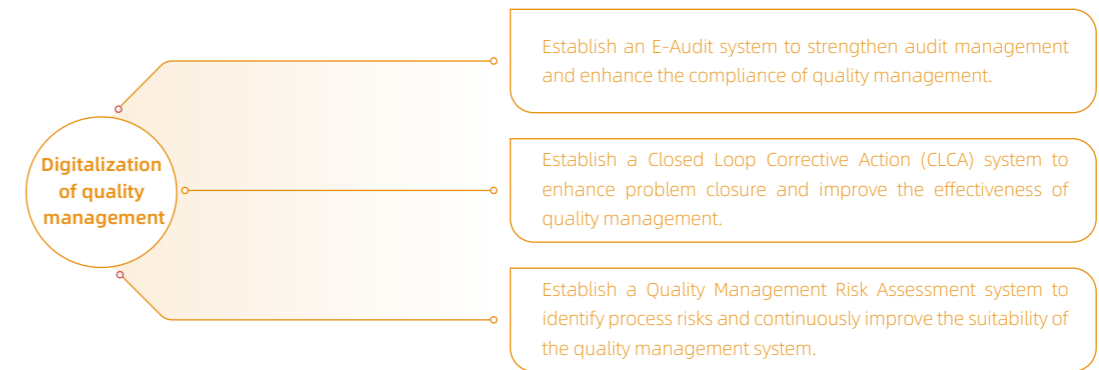 Digitalization
of quality
management
Establish an E-Audit system to strengthen audit management
and enhance the compliance of quality management.
Establish a Closed Loop Corrective Action (CLCA) system to
enhance problem closure and improve the effectiveness of
quality management.
Establish a Quality Management Risk Assessment system to
identify process risks and continuously improve the suitability of
the quality management system.